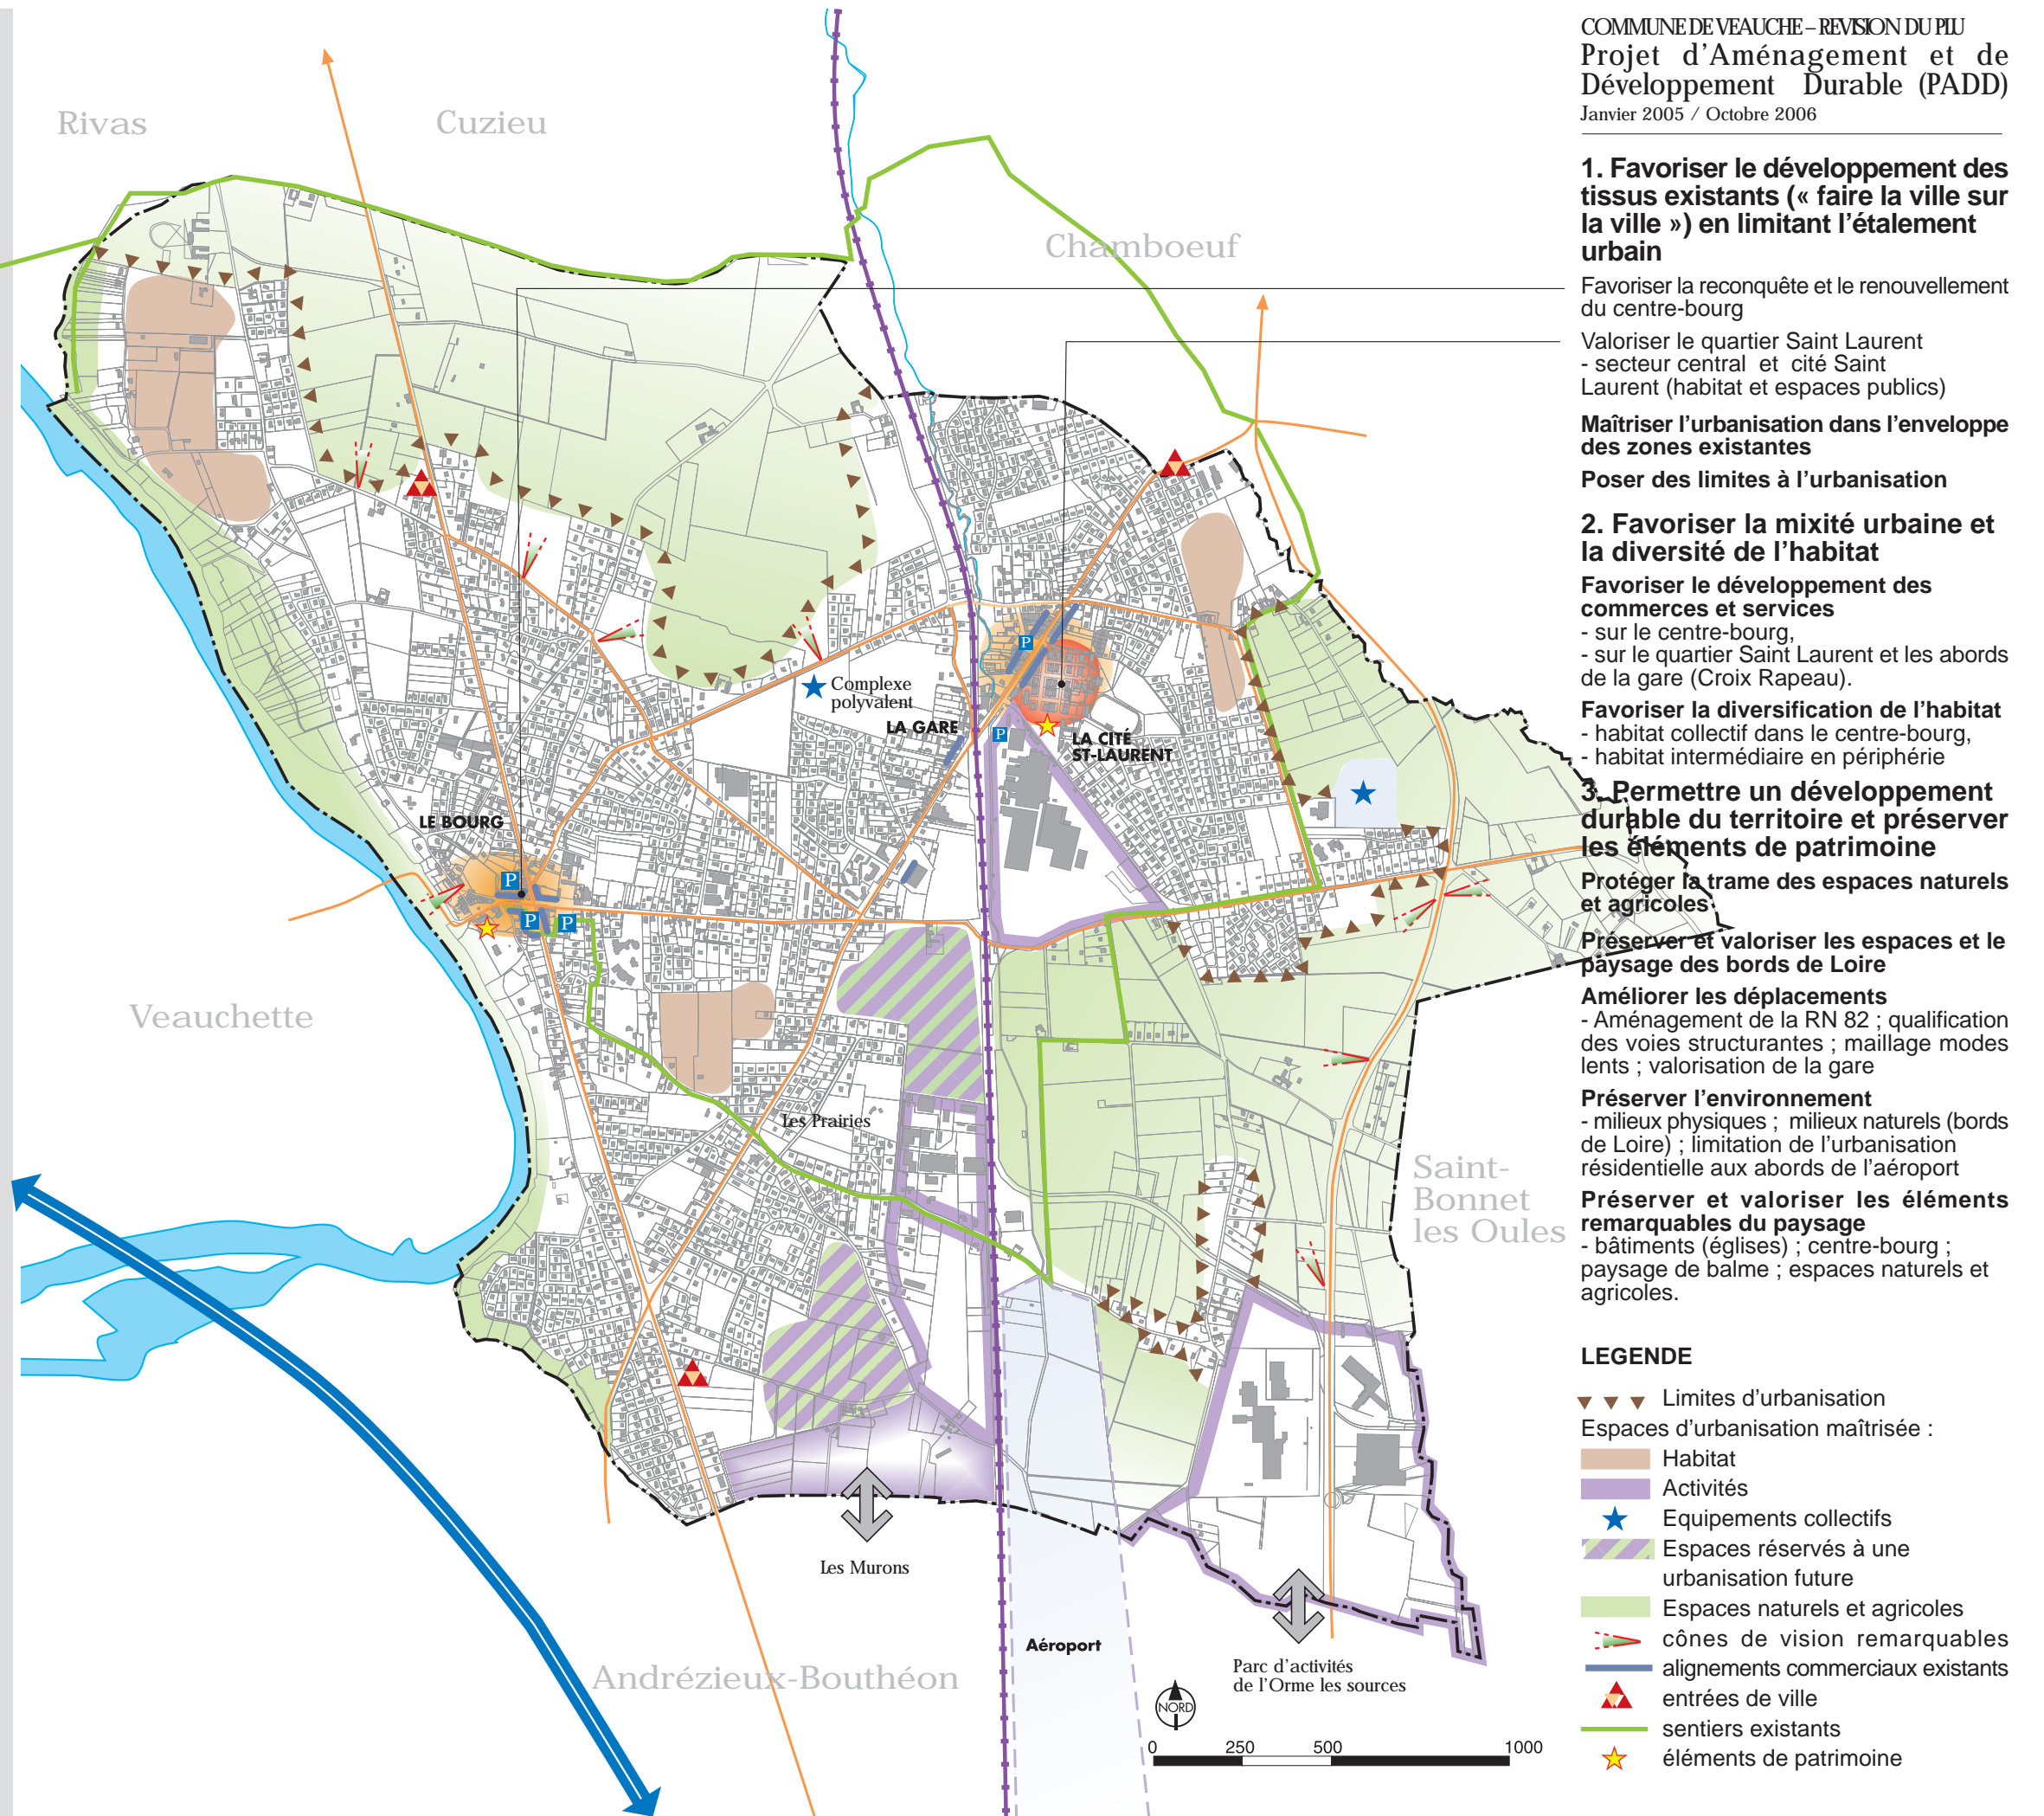 COMMUNE DE VEAUCHE – REVISION DU PLU
Projet d'Aménagement et de
Développement Durable (PADD)
Janvier 2005 / Octobre 2006
1. Favoriser le développement des
tissus existants (« faire la ville sur
la ville ») en limitant l'étalement
urbain
Favoriser la reconquête et le renouvellement
du centre-bourg
Valoriser le quartier Saint Laurent
- secteur central et cité Saint
Laurent (habitat et espaces publics)
Maîtriser l'urbanisation dans l'enveloppe
des zones existantes
Poser des limites à l'urbanisation
2. Favoriser la mixité urbaine et
la diversité de l'habitat
Favoriser le développement des
commerces et services
- sur le centre-bourg,
- sur le quartier Saint Laurent et les abords
de la gare (Croix Rapeau).
Favoriser la diversification de l'habitat
- habitat collectif dans le centre-bourg,
- habitat intermédiaire en périphérie
3. Permettre un développement
durable du territoire et préserver
les éléments de patrimoine
Protéger la trame des espaces naturels
et agricoles
Préserver et valoriser les espaces et le
paysage des bords de Loire
Améliorer les déplacements
- Aménagement de la RN 82 ; qualification
des voies structurantes ; maillage modes
lents ; valorisation de la gare
Préserver l'environnement
- milieux physiques ; milieux naturels (bords
de Loire) ; limitation de l'urbanisation
résidentielle aux abords de l'aéroport
Préserver et valoriser les éléments
remarquables du paysage
- bâtiments (églises) ; centre-bourg ;
paysage de balme ; espaces naturels et
agricoles.
LEGENDE
Limites d'urbanisation
Espaces d'urbanisation maîtrisée :
Habitat
Activités
Equipements collectifs
Espaces réservés à une
urbanisation future
Espaces naturels et agricoles
cônes de vision remarquables
alignements commerciaux existants
entrées de ville
sentiers existants
éléments de patrimoine
Rivas
Cuzieu
Chamboeuf
P
Complexe
polyvalent
LA GARE
P
LA CITÉ
ST-LAURENT
LE BOURG
P
P
P
Veauchette
Les Prairies
Saint-
Bonnet
les Oules
Les Murons
Aéroport
Andrézieux-Bouthéon
Parc d'activités
de l'Orme les sources
NORD
0 250 500 1000